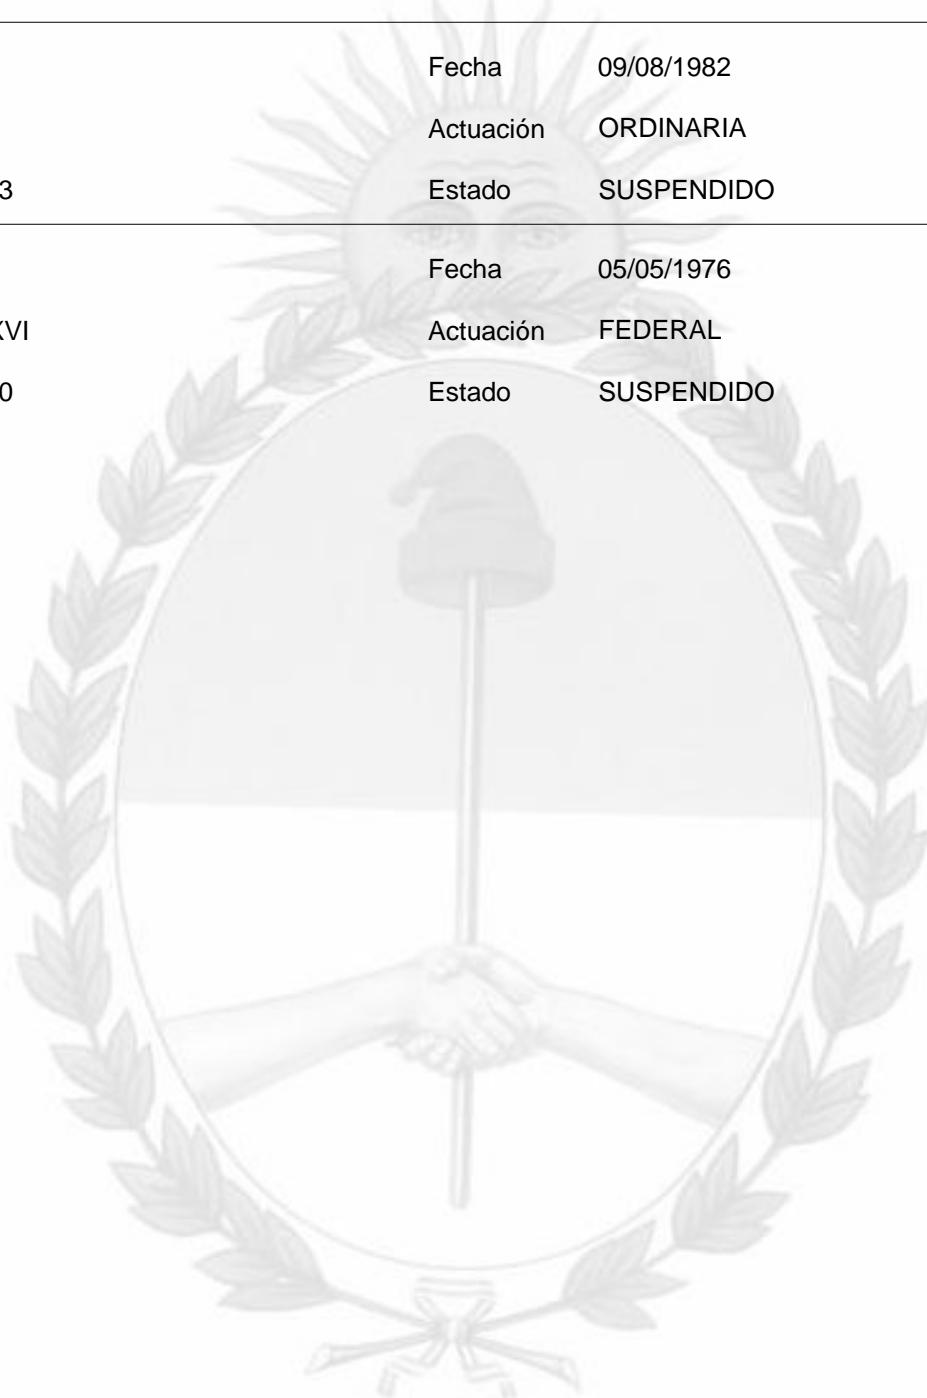 Fecha 09/08/1982
Actuación ORDINARIA
3 Estado SUSPENDIDO
Fecha 05/05/1976
XVI Actuación FEDERAL
0 Estado SUSPENDIDO